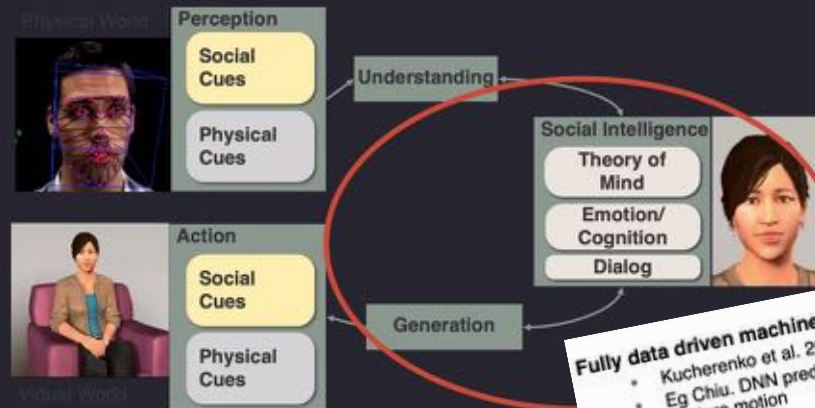 Physical World
Perception
Social
Cues
Physical
Cues
Understanding
Social Intelligence
Theory of
Mind
Emotion/
Cognition
Dialog
Action
Social
Cues
Physical
Cues
Generation
Virtual World
Fully data driven machine
Kucherenko et al.
Eg Chiu. DNN
motion